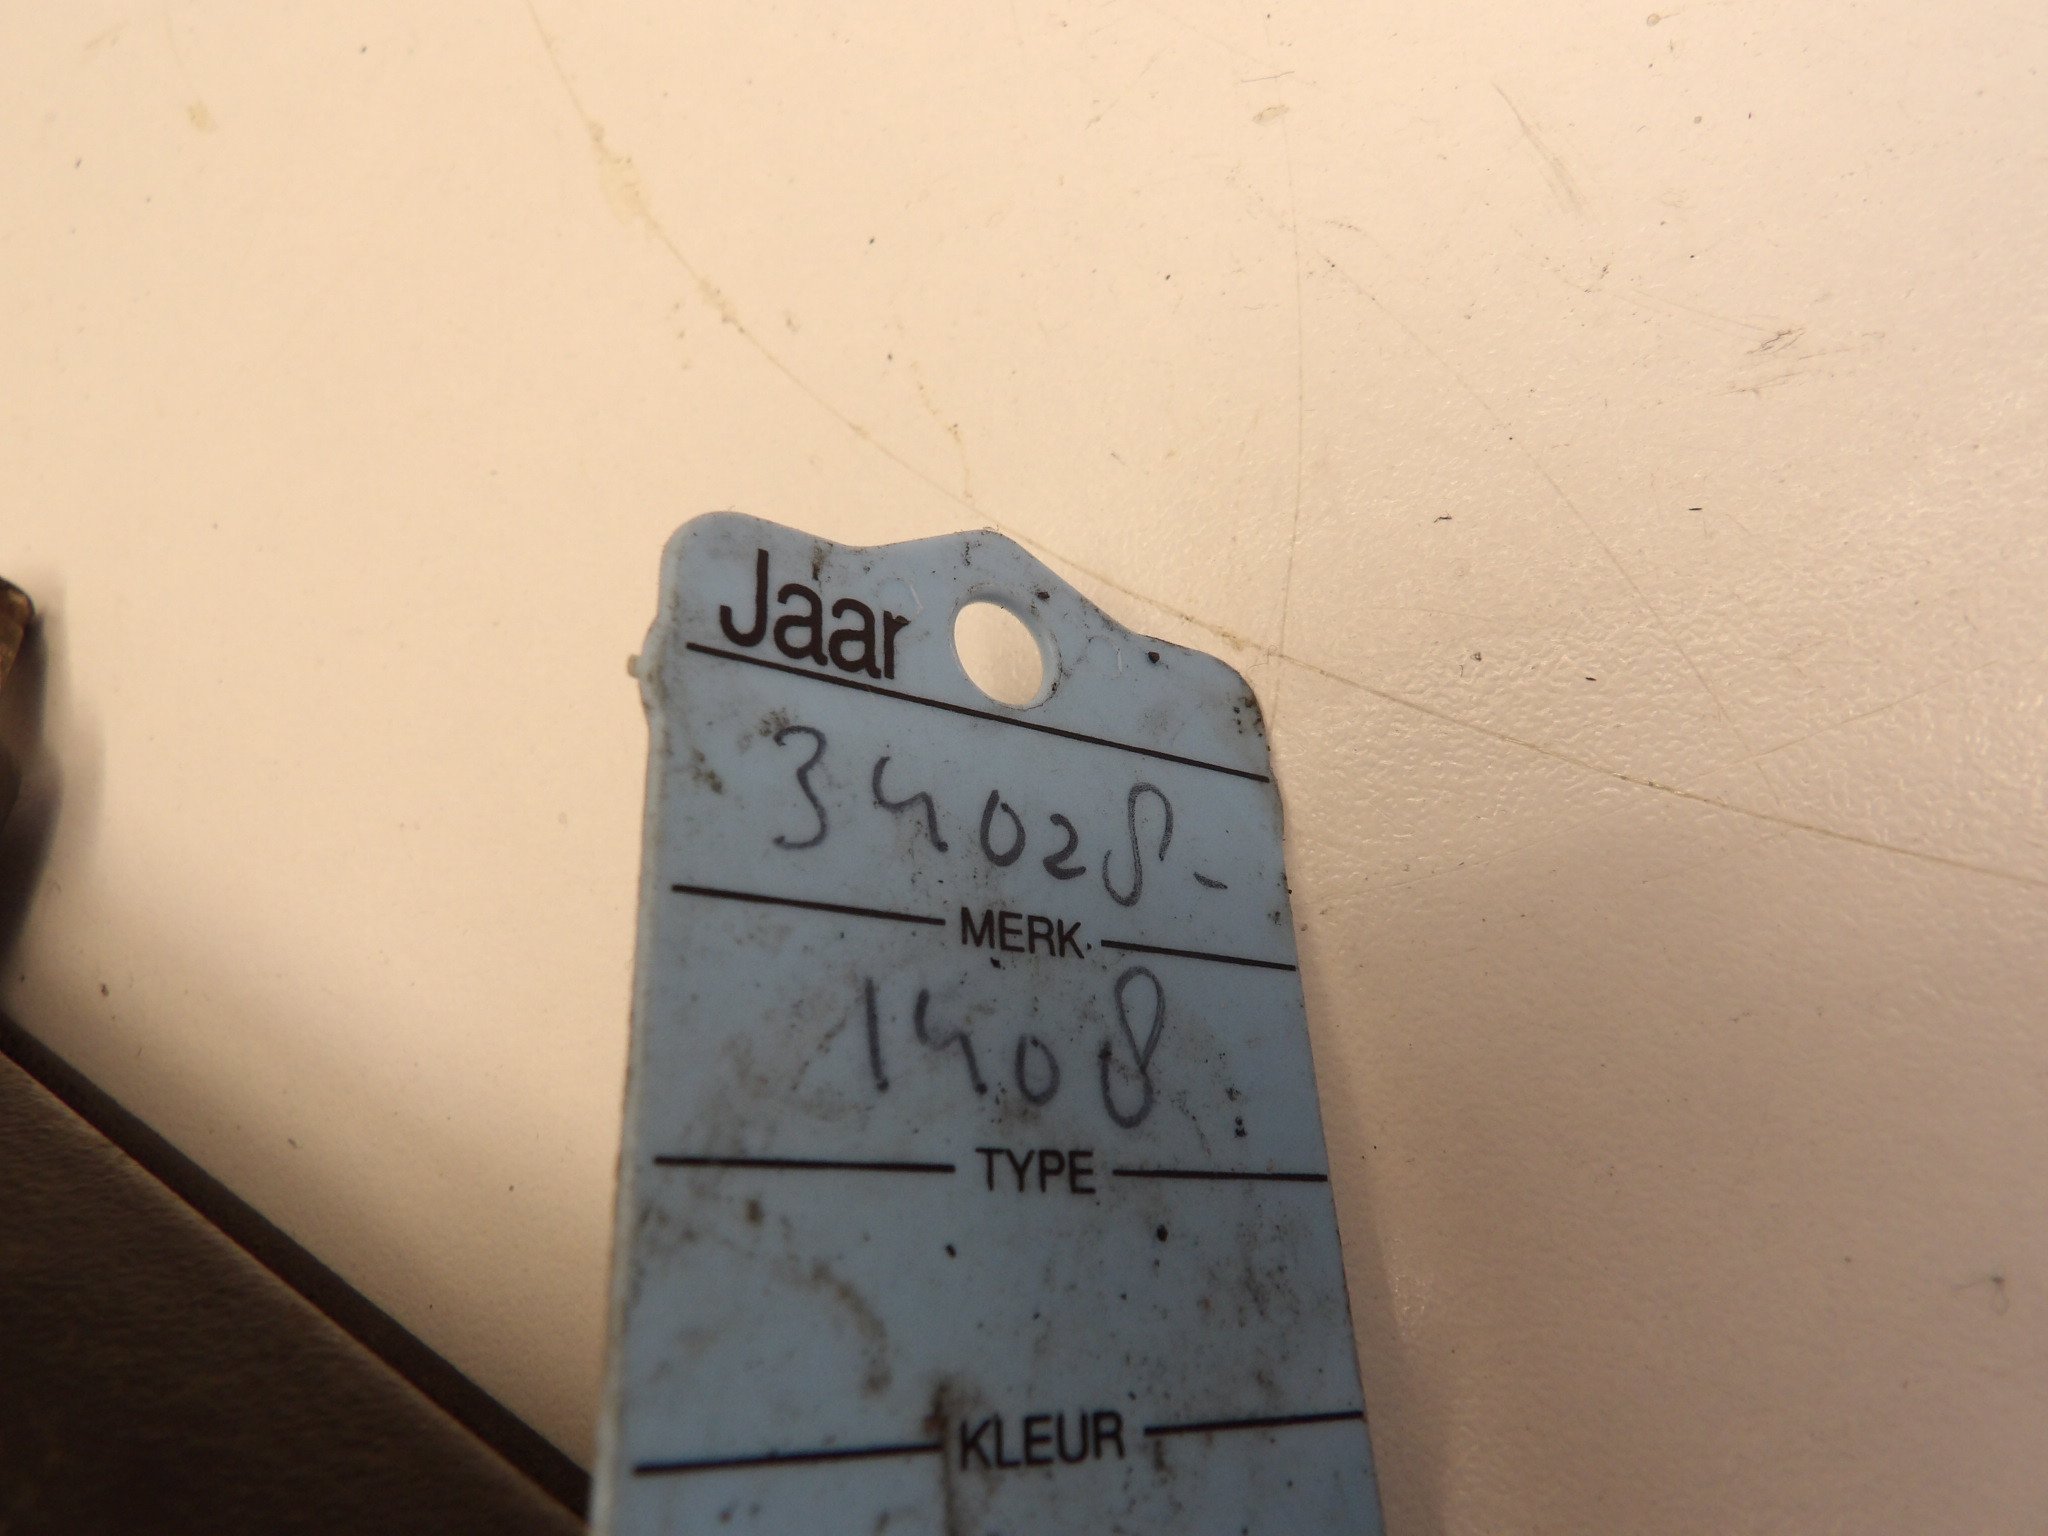 Jaar
34028-
MERK
1408
TYPE
KLEUR